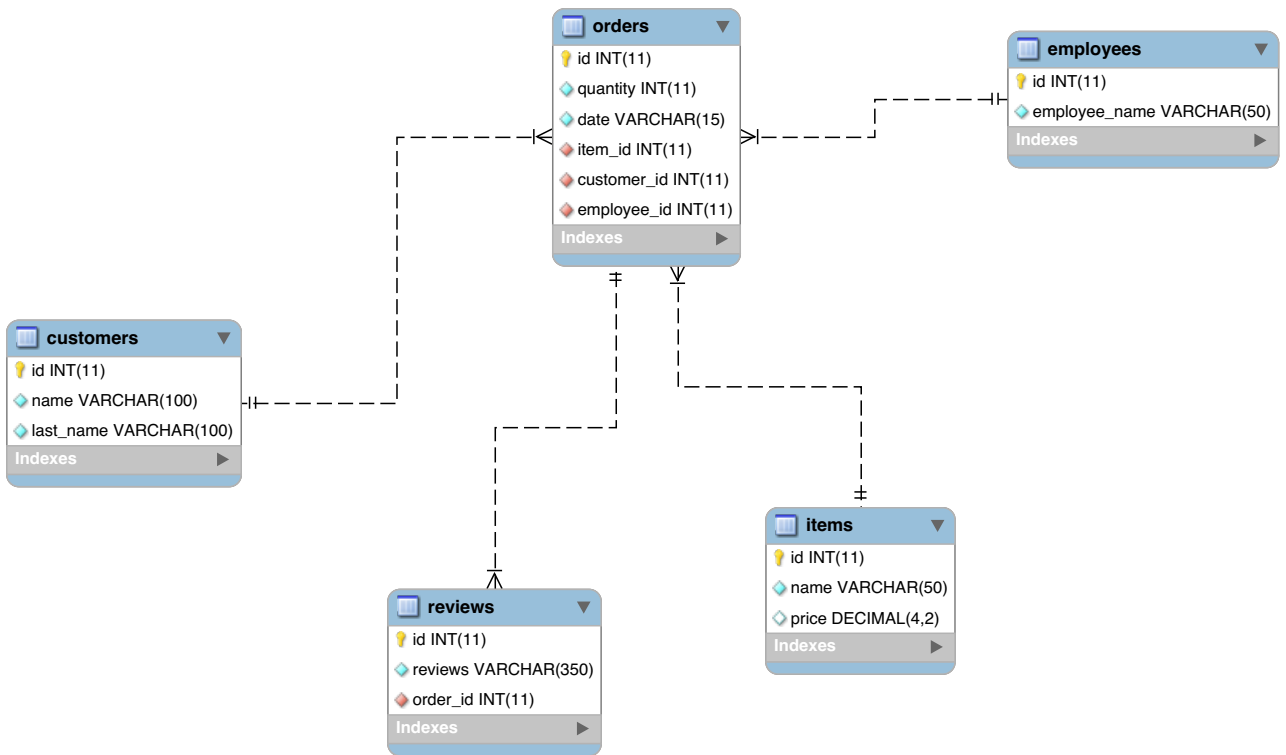 orders
id INT(11)
quantity INT(11)
date VARCHAR(15)
item_id INT(11)
customer_id INT(11)
employee_id INT(11)
Indexes
employees
id INT(11)
employee_name VARCHAR(50)
Indexes
customers
id INT(11)
name VARCHAR(100)
last_name VARCHAR(100)
Indexes
items
id INT(11)
name VARCHAR(50)
price DECIMAL(4,2)
Indexes
reviews
id INT(11)
reviews VARCHAR(350)
order_id INT(11)
Indexes